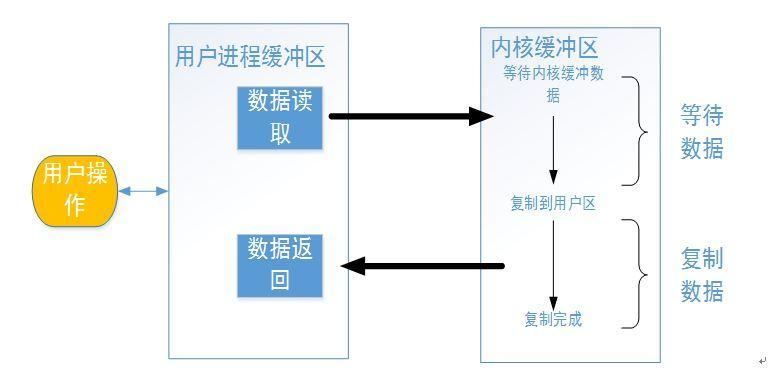 用户进程缓冲区
内核缓冲区
等待内核缓冲数
据
数据读
取
等待
数据
用户操
作
复制到用户区
数据返
回
复制
数据
复制完成